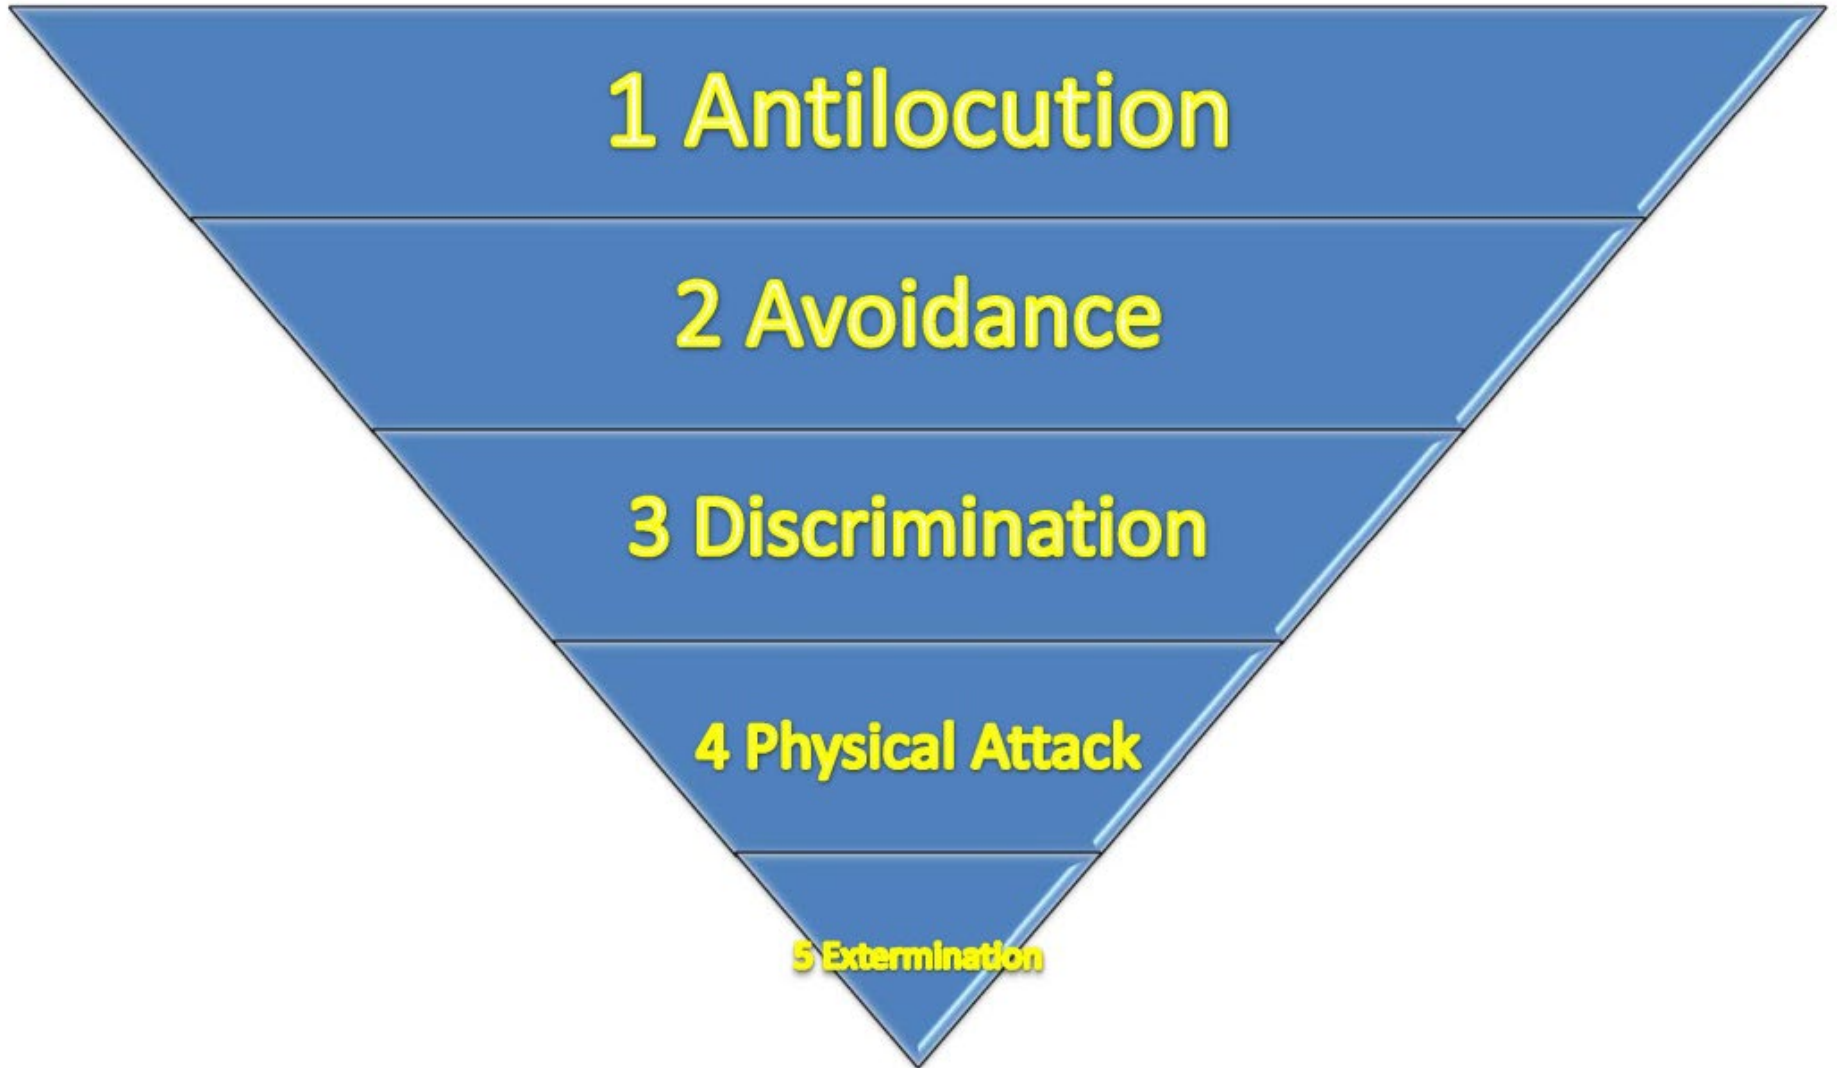 1 Antilocution
2 Avoidance
3 Discrimination
4 Physical Attack
5 Extermination